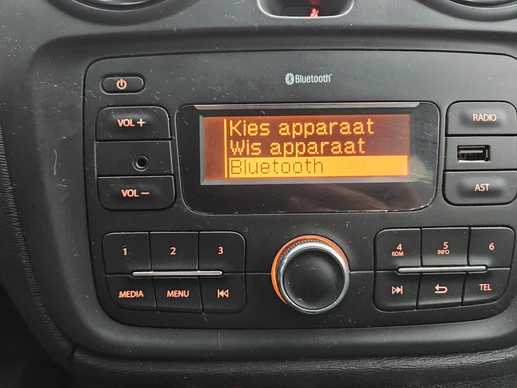 Bluetooth
VOL +
RADIO
Kies apparaat
Wis apparaat
Bluetooth
VOL −
AST
1 2 3
4 RDM 5 INFO 6
MEDIA MENU
TEL